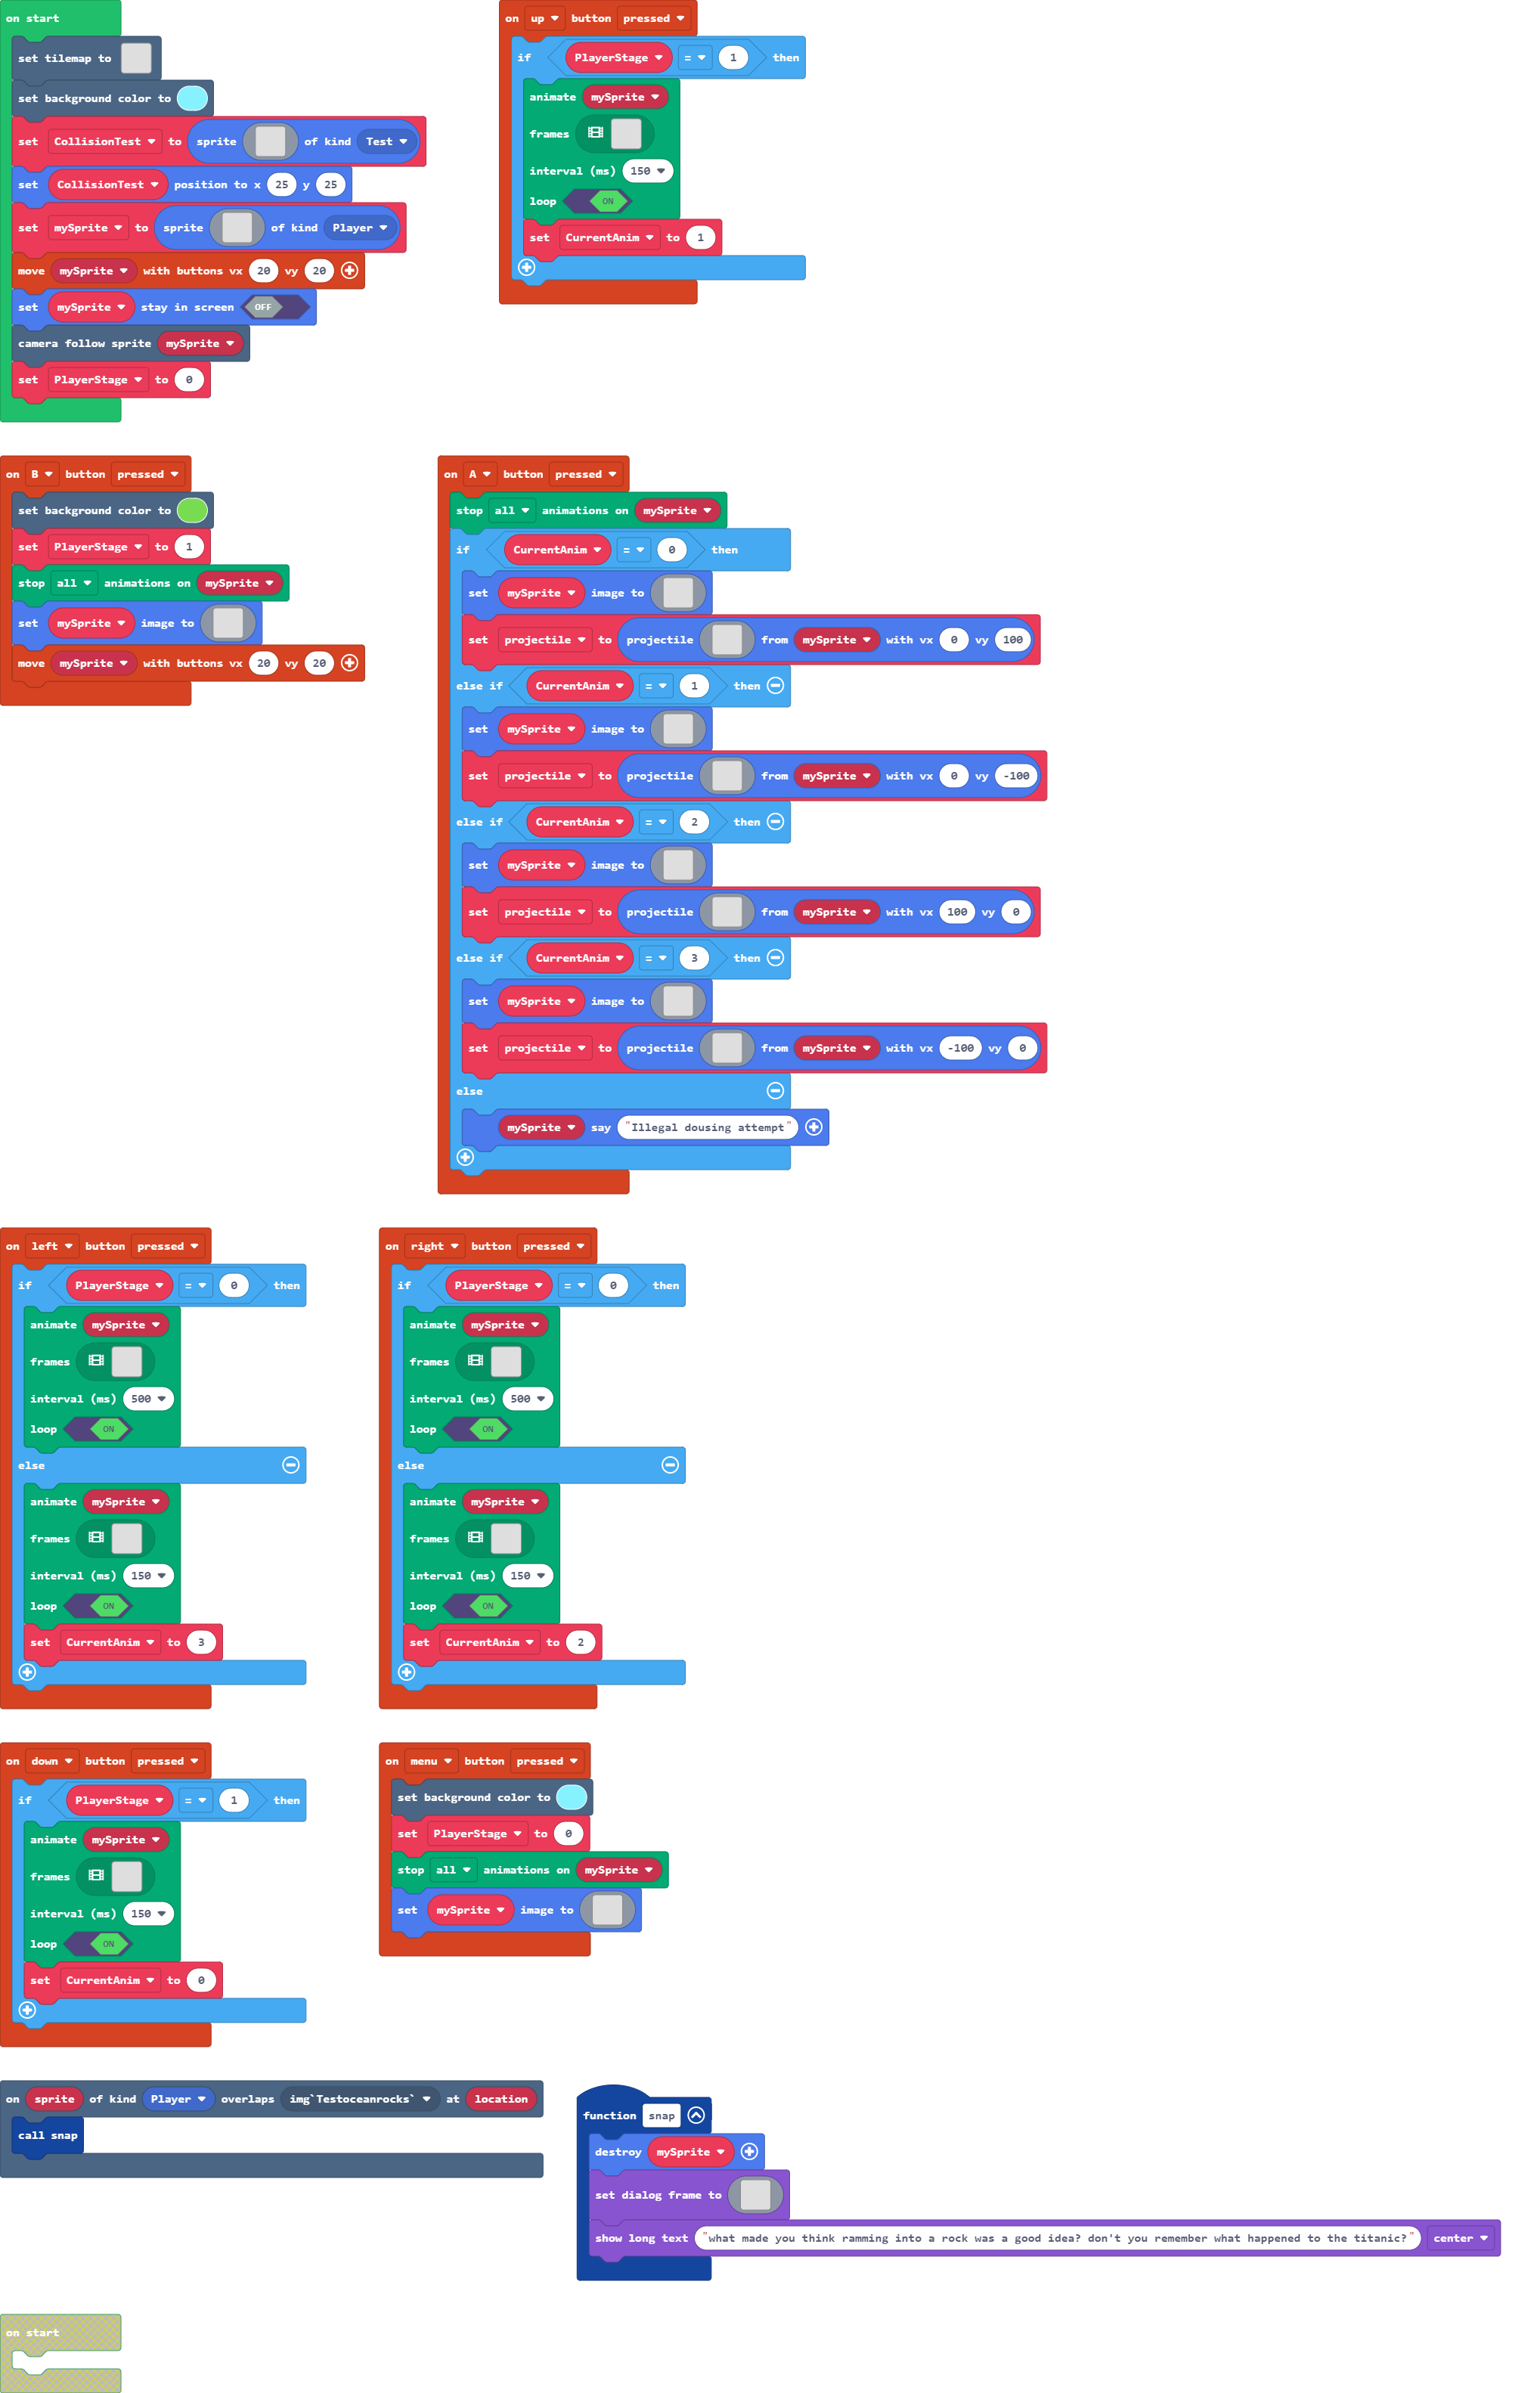 on start
set tilemap to
set background color to
set CollisionTest to sprite of kind Test
set CollisionTest position to x 25 y 25
set mySprite to sprite of kind Player
move mySprite with buttons vx 20 vy 20
set mySprite stay in screen OFF
camera follow sprite mySprite
set PlayerStage to 0
on up button pressed
if PlayerStage = 1 then
animate mySprite
frames
interval (ms) 150
loop ON
set CurrentAnim to 1
on B button pressed
set background color to
set PlayerStage to 1
stop all animations on mySprite
set mySprite image to
move mySprite with buttons vx 20 vy 20
on A button pressed
stop all animations on mySprite
if CurrentAnim = 0 then
set mySprite image to
set projectile to projectile from mySprite with vx 0 vy 100
else if CurrentAnim = 1 then
set mySprite image to
set projectile to projectile from mySprite with vx 0 vy -100
else if CurrentAnim = 2 then
set mySprite image to
set projectile to projectile from mySprite with vx 100 vy 0
else if CurrentAnim = 3 then
set mySprite image to
set projectile to projectile from mySprite with vx -100 vy 0
else
mySprite say "Illegal dousing attempt"
on left button pressed
if PlayerStage = 0 then
animate mySprite
frames
interval (ms) 500
loop ON
else
animate mySprite
frames
interval (ms) 150
loop ON
set CurrentAnim to 3
on right button pressed
if PlayerStage = 0 then
animate mySprite
frames
interval (ms) 500
loop ON
else
animate mySprite
frames
interval (ms) 150
loop ON
set CurrentAnim to 2
on down button pressed
if PlayerStage = 1 then
animate mySprite
frames
interval (ms) 150
loop ON
set CurrentAnim to 0
on menu button pressed
set background color to
set PlayerStage to 0
stop all animations on mySprite
set mySprite image to
on sprite of kind Player overlaps img`Testoceanrocks` at location
call snap
function snap
destroy mySprite
set dialog frame to
show long text "what made you think ramming into a rock was a good idea? don't you remember what happened to the titanic?" center
on start